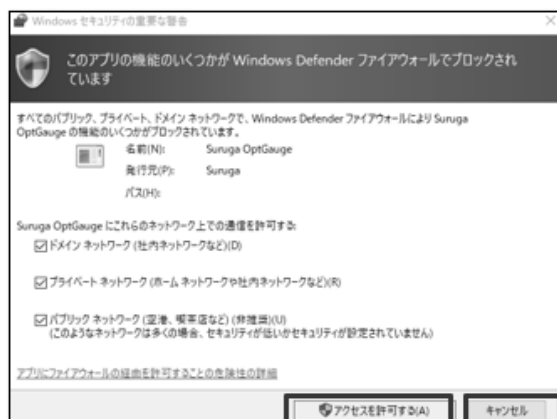 Windows セキュリティの重要な警告
このアプリの機能のいくつかが Windows Defender ファイアウォールでブロックされ
ています
すべてのパブリック、プライベート、ドメイン ネットワークで、Windows Defender ファイアウォールにより Suruga
OptGauge の機能のいくつかがブロックされています。
名前(N): Suruga OptGauge
発行元(P): Suruga
パス(H):
Suruga OptGauge にこれらのネットワーク上での通信を許可する:
ドメイン ネットワーク (社内ネットワークなど)(D)
プライベート ネットワーク (ホーム ネットワークや社内ネットワークなど)(R)
パブリック ネットワーク (空港、喫茶店など) (非推奨)(U)
(このようなネットワークは多くの場合、セキュリティが低いかセキュリティが設定されていません)
アプリにファイアウォールの経由を許可することの危険性の詳細
アクセスを許可する(A) キャンセル